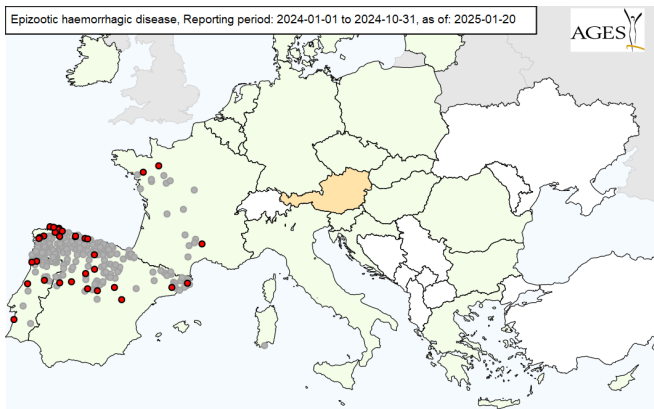 Epizootic haemorrhagic disease, Reporting period: 2024-01-01 to 2024-10-31, as of: 2025-01-20
AGES